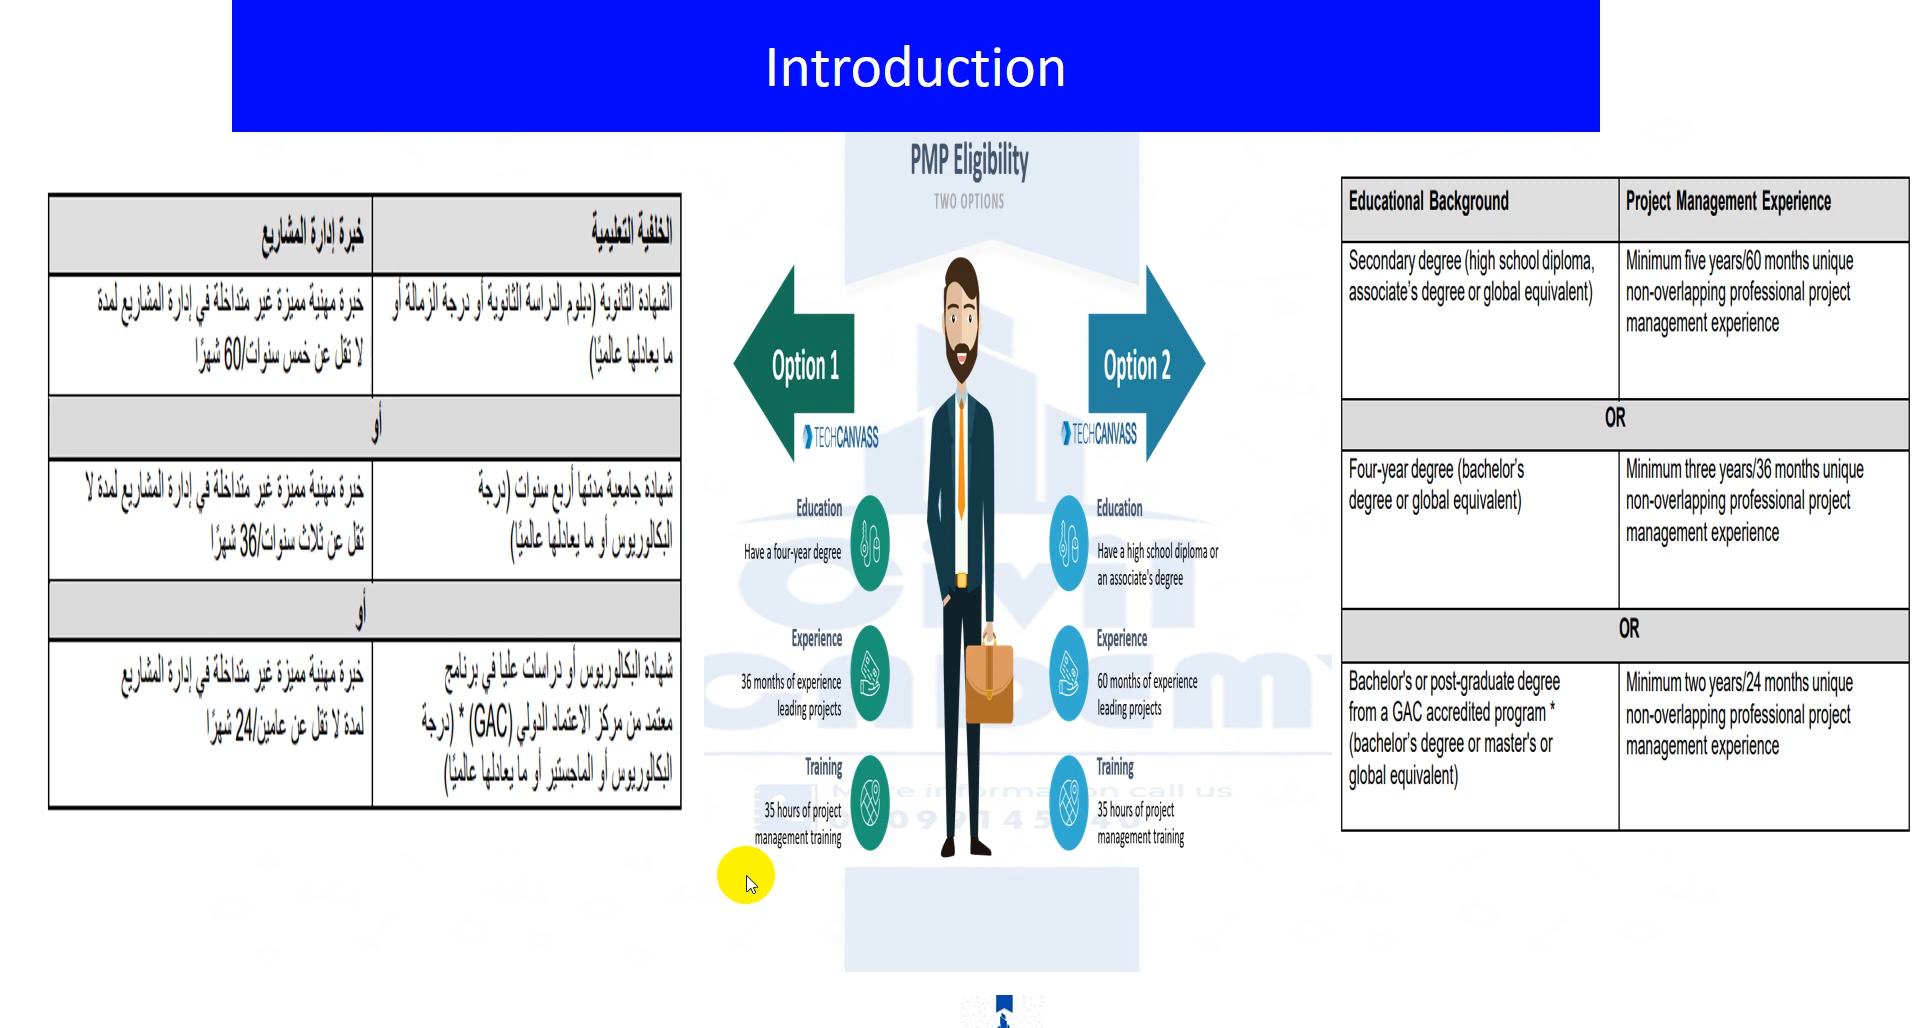 Introduction
الخلفية التعليمية
خبرة إدارة المشاريع
الشهادة الثانوية (دبلوم الدراسة الثانوية أو درجة الزمالة أو
ما يعادلها عالميًا)
خبرة مهنية مميزة غير متداخلة في إدارة المشاريع لمدة
لا تقل عن خمس سنوات/60 شهرًا
أو
شهادة جامعية مدتها أربع سنوات (درجة
البكالوريوس أو ما يعادلها عالميًا)
خبرة مهنية مميزة غير متداخلة في إدارة المشاريع لمدة لا
تقل عن ثلاث سنوات/36 شهرًا
أو
شهادة البكالوريوس أو دراسات عليا في برنامج
معتمد من مركز الاعتماد الدولي (GAC) * (درجة
البكالوريوس أو الماجستير أو ما يعادلها عالميًا)
خبرة مهنية مميزة غير متداخلة في إدارة المشاريع
لمدة لا تقل عن عامين/24 شهرًا
PMP Eligibility
TWO OPTIONS
Option 1
TECHCANVASS
Education
Have a four-year degree
Experience
36 months of experience
leading projects
Training
35 hours of project
management training
Option 2
TECHCANVASS
Education
Have a high school diploma or
an associate's degree
Experience
60 months of experience
leading projects
Training
35 hours of project
management training
Civil
More information call us
Educational Background
Project Management Experience
Secondary degree (high school diploma,
associate's degree or global equivalent)
Minimum five years/60 months unique
non-overlapping professional project
management experience
OR
Four-year degree (bachelor's
degree or global equivalent)
Minimum three years/36 months unique
non-overlapping professional project
management experience
OR
Bachelor's or post-graduate degree
from a GAC accredited program *
(bachelor's degree or master's or
global equivalent)
Minimum two years/24 months unique
non-overlapping professional project
management experience